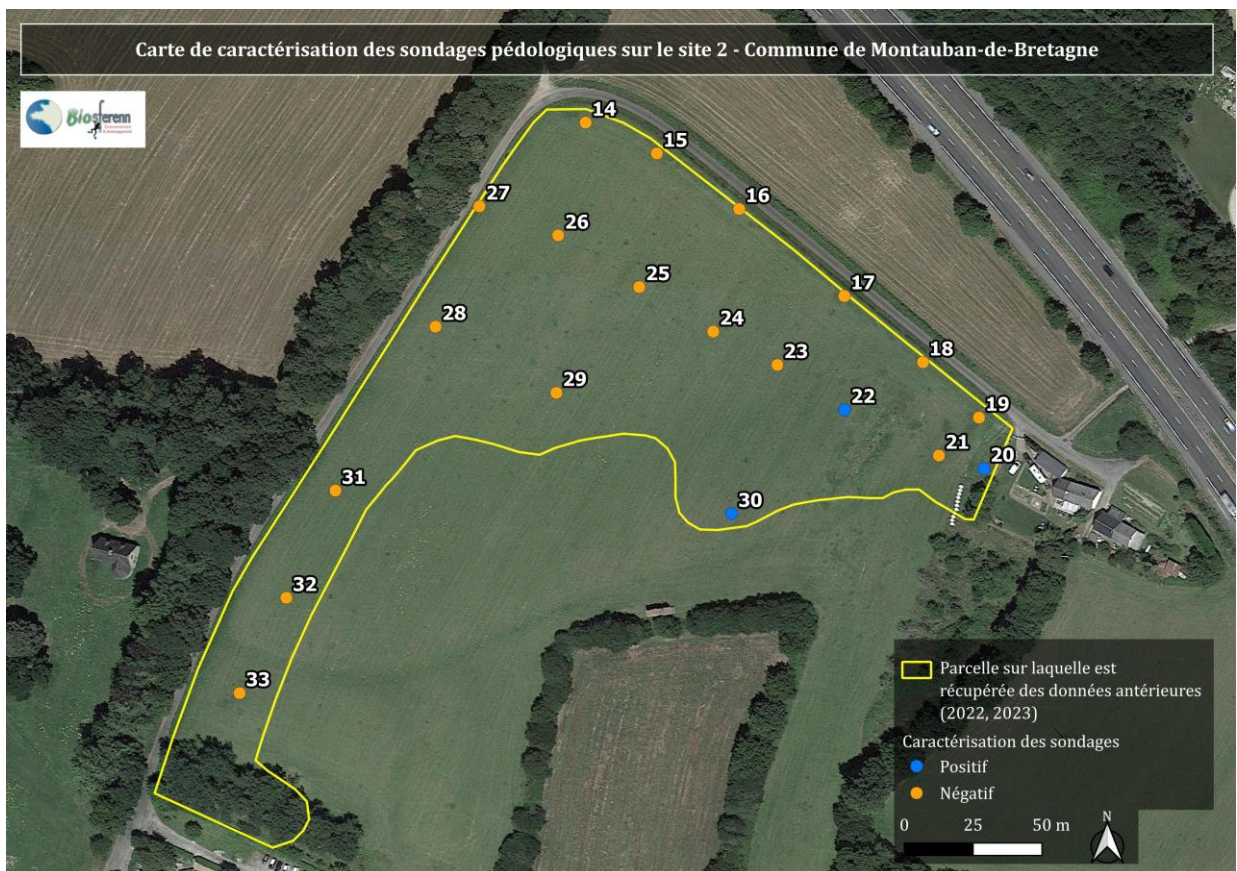 Carte de caractérisation des sondages pédologiques sur le site 2 - Commune de Montauban-de-Bretagne
Biosferenn
Environnement
& Aménagement
14
15
27
16
26
25
17
28
24
18
23
29
22
19
21
20
31
30
32
33
Parcelle sur laquelle est
récupérée des données antérieures
(2022, 2023)
Caractérisation des sondages
Positif
Négatif
0 25 50 m
N